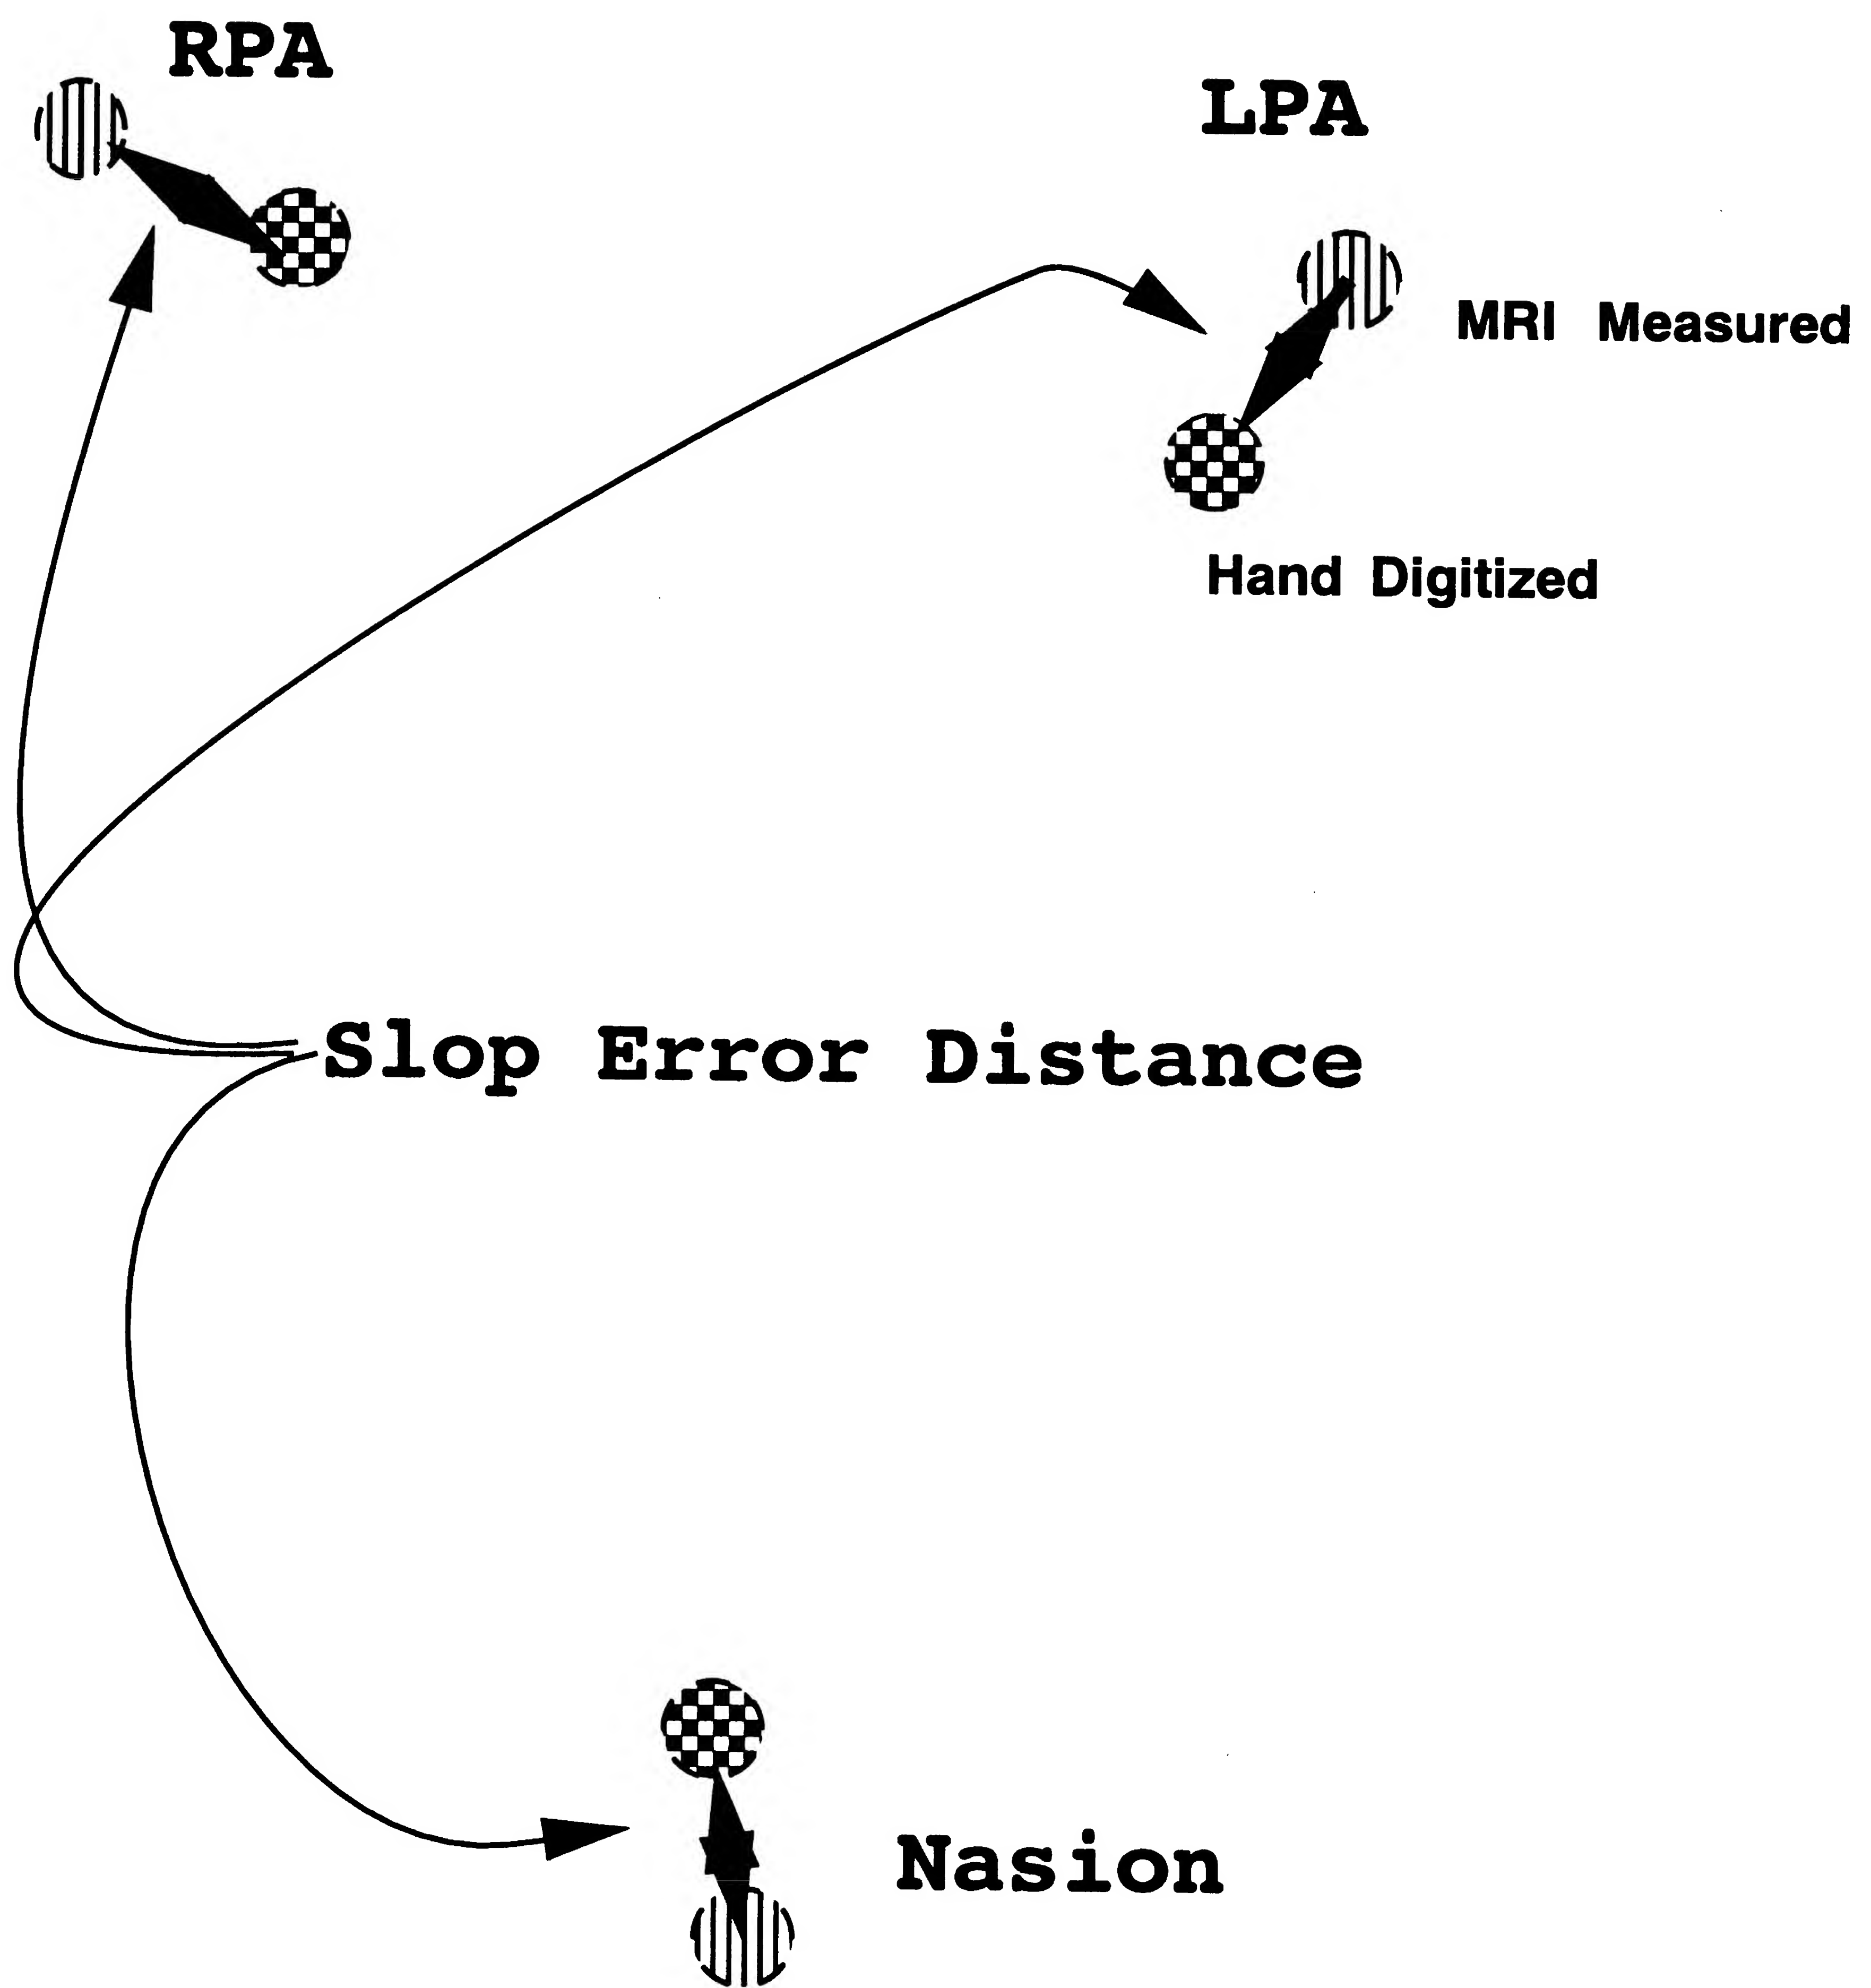 RPA
LPA
MRI Measured
Hand Digitized
Slop Error Distance
Nasion